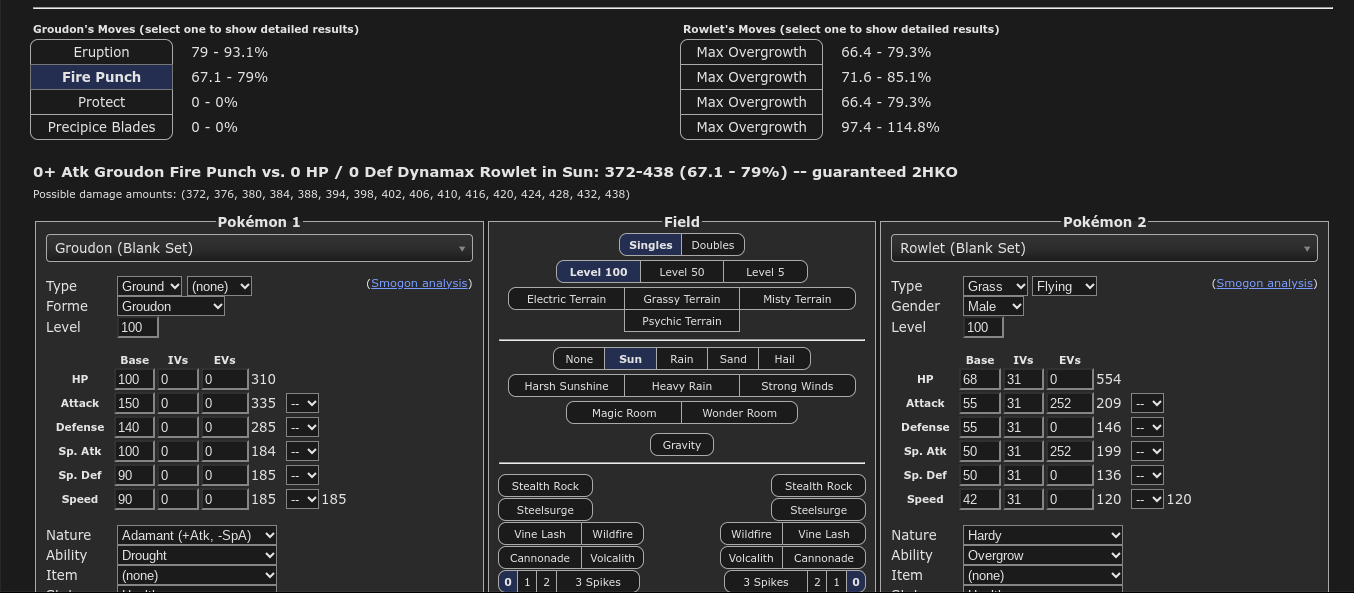 Groudon's Moves (select one to show detailed results)
Eruption 79 - 93.1%
Fire Punch 67.1 - 79%
Protect 0 - 0%
Precipice Blades 0 - 0%
Rowlet's Moves (select one to show detailed results)
Max Overgrowth 66.4 - 79.3%
Max Overgrowth 71.6 - 85.1%
Max Overgrowth 66.4 - 79.3%
Max Overgrowth 97.4 - 114.8%
0+ Atk Groudon Fire Punch vs. 0 HP / 0 Def Dynamax Rowlet in Sun: 372-438 (67.1 - 79%) -- guaranteed 2HKO
Possible damage amounts: (372, 376, 380, 384, 388, 394, 398, 402, 406, 410, 416, 420, 424, 428, 432, 438)
Pokémon 1
Groudon (Blank Set)
Type Ground (none) (Smogon analysis)
Forme Groudon
Level 100
Base IVs EVs
HP 100 0 0 310
Attack 150 0 0 335 --
Defense 140 0 0 285 --
Sp. Atk 100 0 0 184 --
Sp. Def 90 0 0 185 --
Speed 90 0 0 185 -- 185
Nature Adamant (+Atk, -SpA)
Ability Drought
Item (none)
Field
Singles Doubles
Level 100 Level 50 Level 5
Electric Terrain Grassy Terrain Misty Terrain
Psychic Terrain
None Sun Rain Sand Hail
Harsh Sunshine Heavy Rain Strong Winds
Magic Room Wonder Room
Gravity
Stealth Rock Stealth Rock
Steelsurge Steelsurge
Vine Lash Wildfire Wildfire Vine Lash
Cannonade Volcalith Volcalith Cannonade
0 1 2 3 Spikes 3 Spikes 2 1 0
Pokémon 2
Rowlet (Blank Set)
Type Grass Flying (Smogon analysis)
Gender Male
Level 100
Base IVs EVs
HP 68 31 0 554
Attack 55 31 252 209 --
Defense 55 31 0 146 --
Sp. Atk 50 31 252 199 --
Sp. Def 50 31 0 136 --
Speed 42 31 0 120 -- 120
Nature Hardy
Ability Overgrow
Item (none)